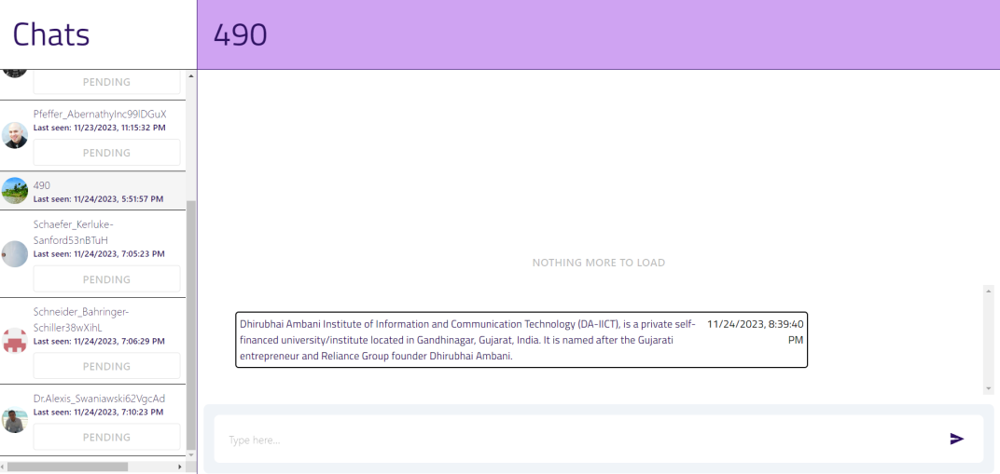 Chats
490
PENDING
Pfeffer_AbernathyInc99IDGuX
Last seen: 11/23/2023, 11:15:32 PM
PENDING
490
Last seen: 11/24/2023, 5:51:57 PM
Schaefer_Kerluke-
Sanford53nBTuH
Last seen: 11/24/2023, 7:05:23 PM
PENDING
Schneider_Bahringer-
Schiller38wXihL
Last seen: 11/24/2023, 7:06:29 PM
PENDING
Dr.Alexis_Swaniawski62VgcAd
Last seen: 11/24/2023, 7:10:23 PM
PENDING
NOTHING MORE TO LOAD
Dhirubhai Ambani Institute of Information and Communication Technology (DA-IICT), is a private self-
financed university/institute located in Gandhinagar, Gujarat, India. It is named after the Gujarati
entrepreneur and Reliance Group founder Dhirubhai Ambani.
11/24/2023, 8:39:40
PM
Type here...